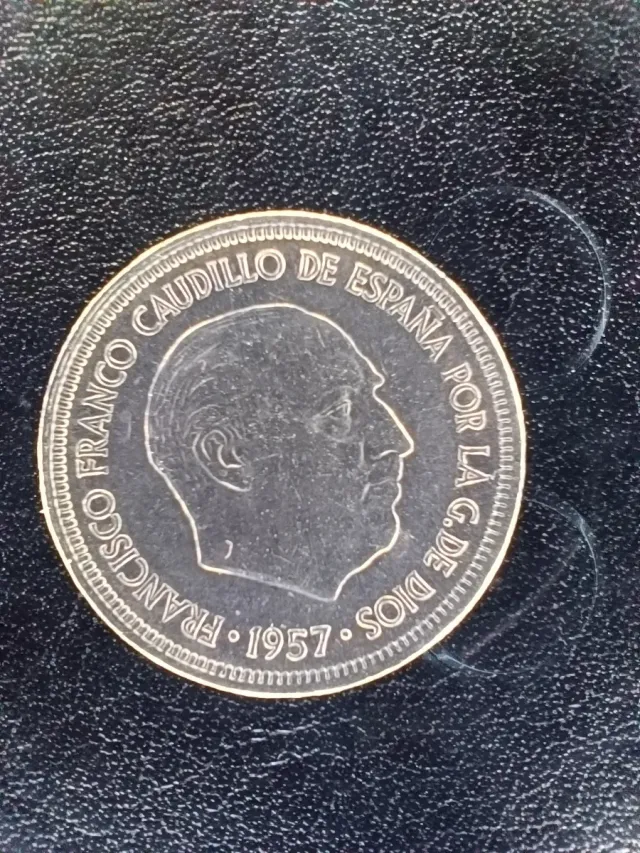 FRANCISCO FRANCO CAUDILLO DE ESPAÑA POR LA G. DE DIOS
· 1957 ·